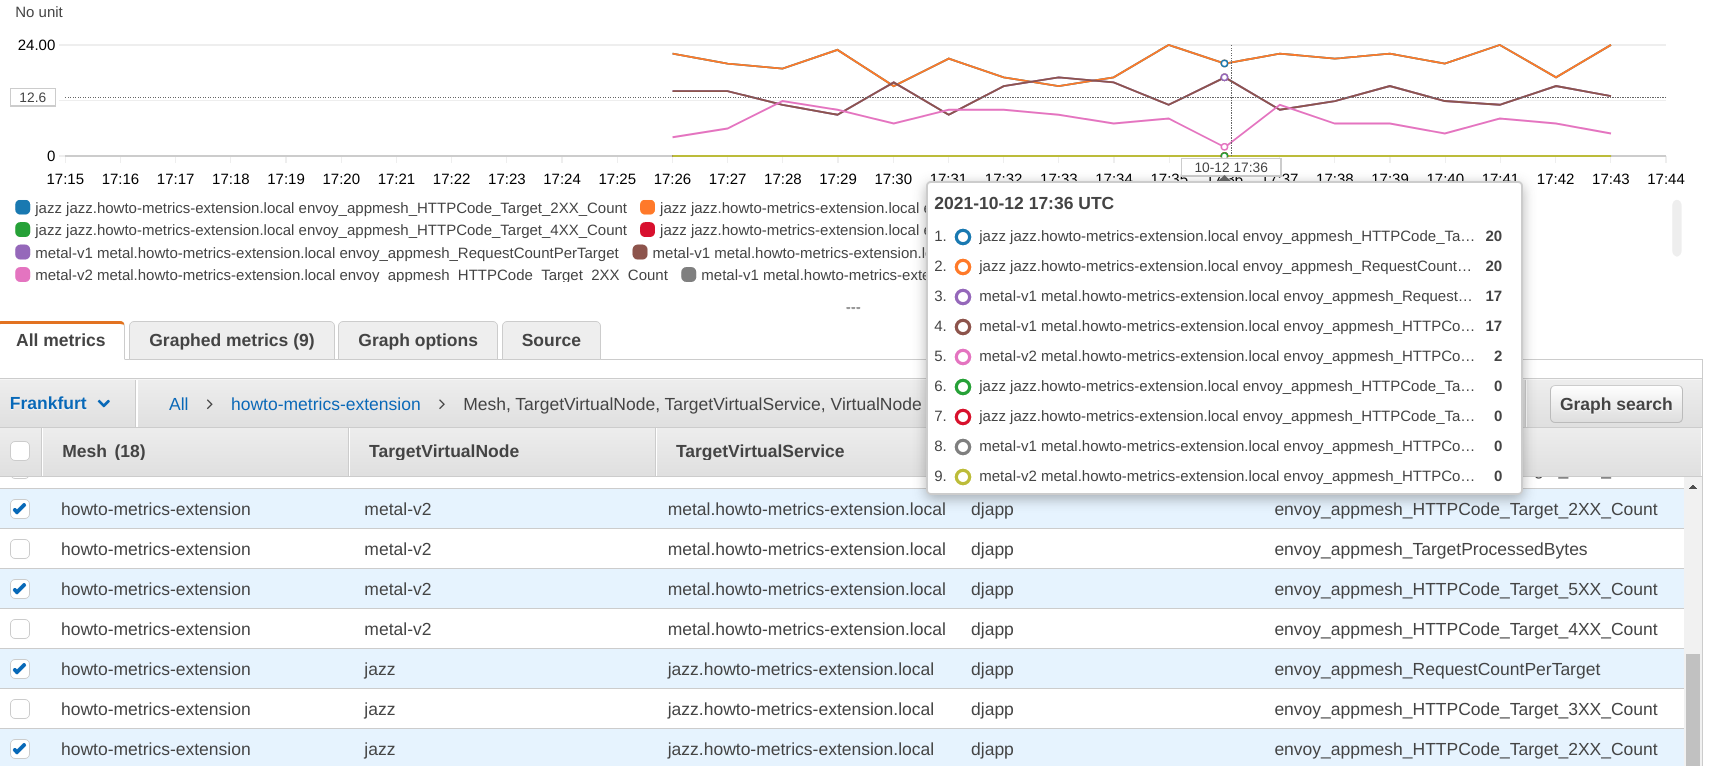 No unit
24.00
12.6
0
17:15 17:16 17:17 17:18 17:19 17:20 17:21 17:22 17:23 17:24 17:25 17:26 17:27 17:28 17:29 17:30 17:31 17:32 17:33 17:34 17:35 17:36 17:37 17:38 17:39 17:40 17:41 17:42 17:43 17:44
10-12 17:36
jazz jazz.howto-metrics-extension.local envoy_appmesh_HTTPCode_Target_2XX_Count jazz jazz.howto-metrics-extension.local
jazz jazz.howto-metrics-extension.local envoy_appmesh_HTTPCode_Target_4XX_Count jazz jazz.howto-metrics-extension.local
metal-v1 metal.howto-metrics-extension.local envoy_appmesh_RequestCountPerTarget metal-v1 metal.howto-metrics-extension.l
metal-v2 metal.howto-metrics-extension.local envoy_appmesh_HTTPCode_Target_2XX_Count metal-v1 metal.howto-metrics-exte
2021-10-12 17:36 UTC
1. jazz jazz.howto-metrics-extension.local envoy_appmesh_HTTPCode_Ta... 20
2. jazz jazz.howto-metrics-extension.local envoy_appmesh_RequestCount... 20
3. metal-v1 metal.howto-metrics-extension.local envoy_appmesh_Request... 17
4. metal-v1 metal.howto-metrics-extension.local envoy_appmesh_HTTPCo... 17
5. metal-v2 metal.howto-metrics-extension.local envoy_appmesh_HTTPCo... 2
6. jazz jazz.howto-metrics-extension.local envoy_appmesh_HTTPCode_Ta... 0
7. jazz jazz.howto-metrics-extension.local envoy_appmesh_HTTPCode_Ta... 0
8. metal-v1 metal.howto-metrics-extension.local envoy_appmesh_HTTPCo... 0
9. metal-v2 metal.howto-metrics-extension.local envoy_appmesh_HTTPCo... 0
---
All metrics Graphed metrics (9) Graph options Source
Frankfurt All > howto-metrics-extension > Mesh, TargetVirtualNode, TargetVirtualService, VirtualNode Graph search
Mesh (18) TargetVirtualNode TargetVirtualService
howto-metrics-extension metal-v2 metal.howto-metrics-extension.local djapp envoy_appmesh_HTTPCode_Target_2XX_Count
howto-metrics-extension metal-v2 metal.howto-metrics-extension.local djapp envoy_appmesh_TargetProcessedBytes
howto-metrics-extension metal-v2 metal.howto-metrics-extension.local djapp envoy_appmesh_HTTPCode_Target_5XX_Count
howto-metrics-extension metal-v2 metal.howto-metrics-extension.local djapp envoy_appmesh_HTTPCode_Target_4XX_Count
howto-metrics-extension jazz jazz.howto-metrics-extension.local djapp envoy_appmesh_RequestCountPerTarget
howto-metrics-extension jazz jazz.howto-metrics-extension.local djapp envoy_appmesh_HTTPCode_Target_3XX_Count
howto-metrics-extension jazz jazz.howto-metrics-extension.local djapp envoy_appmesh_HTTPCode_Target_2XX_Count